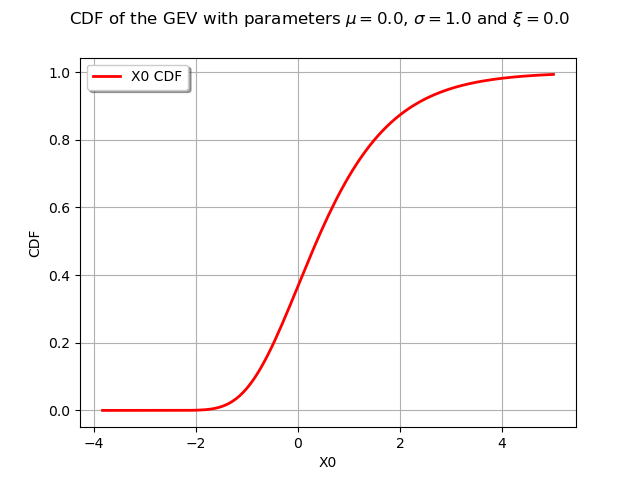 CDF of the GEV with parameters μ = 0.0, σ = 1.0 and ξ = 0.0
X0 CDF
1.0
0.8
0.6
0.4
0.2
0.0
CDF
−4
−2
0
2
4
X0